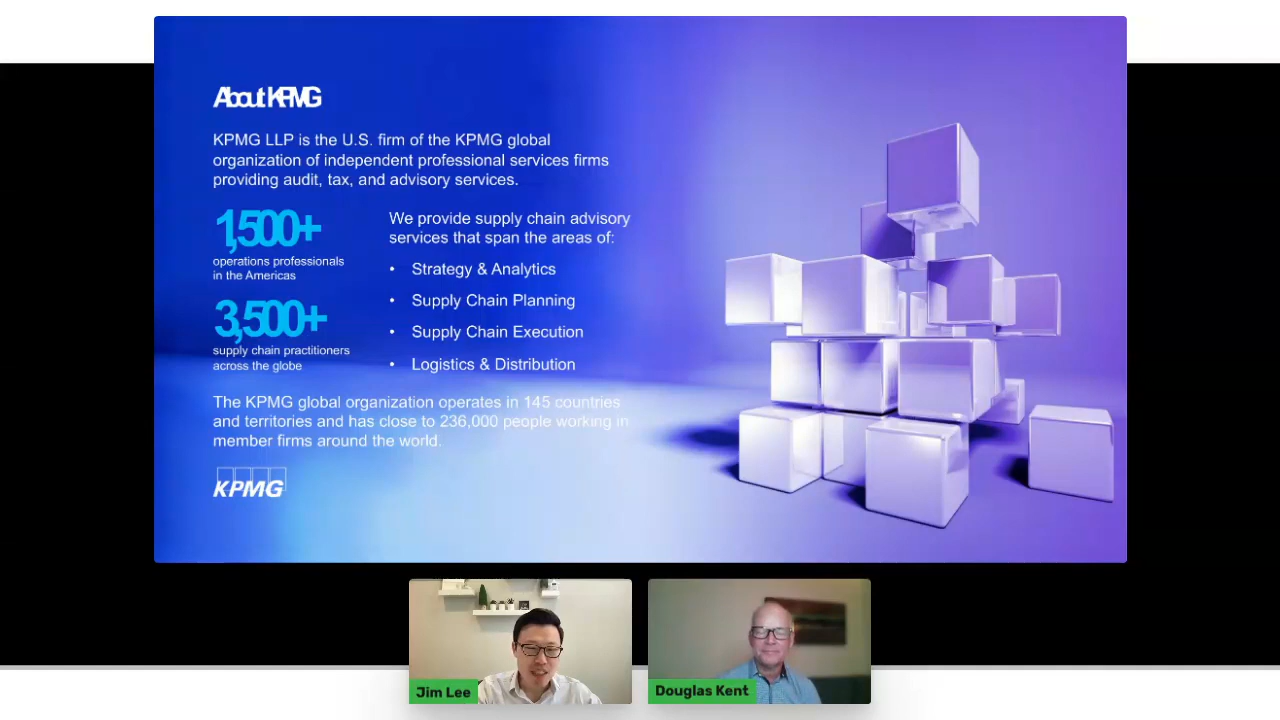 About KPMG
KPMG LLP is the U.S. firm of the KPMG global
organization of independent professional services firms
providing audit, tax, and advisory services.
1,500+
operations professionals
in the Americas
3,500+
supply chain practitioners
across the globe
We provide supply chain advisory
services that span the areas of:
• Strategy & Analytics
• Supply Chain Planning
• Supply Chain Execution
• Logistics & Distribution
The KPMG global organization operates in 145 countries
and territories and has close to 236,000 people working in
member firms around the world.
KPMG
Jim Lee
Douglas Kent